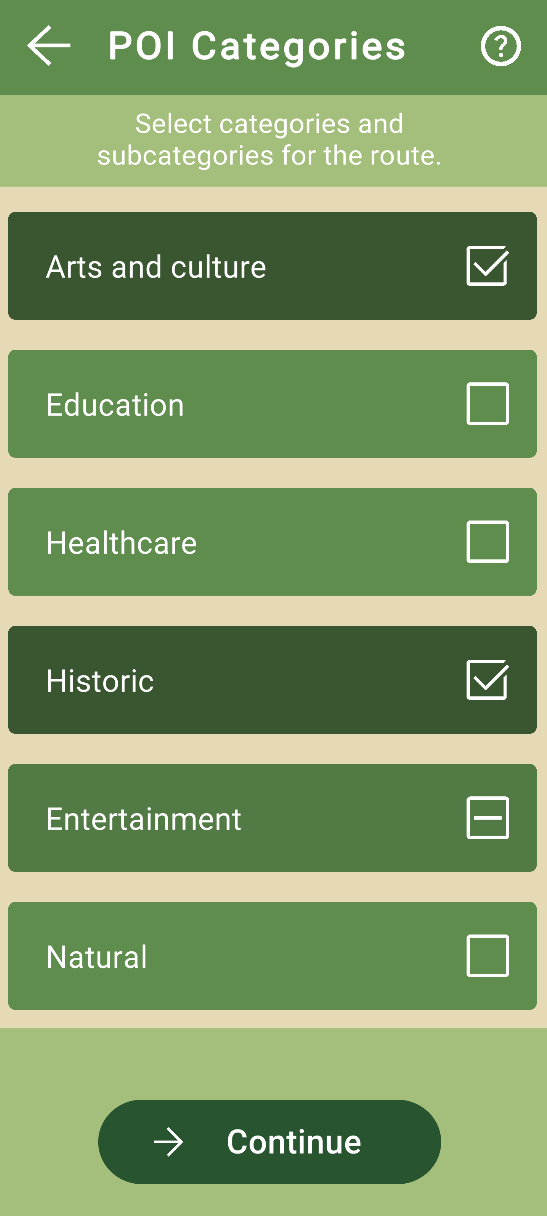 POI Categories
?
Select categories and
subcategories for the route.
Arts and culture
Education
Healthcare
Historic
Entertainment
Natural
Continue